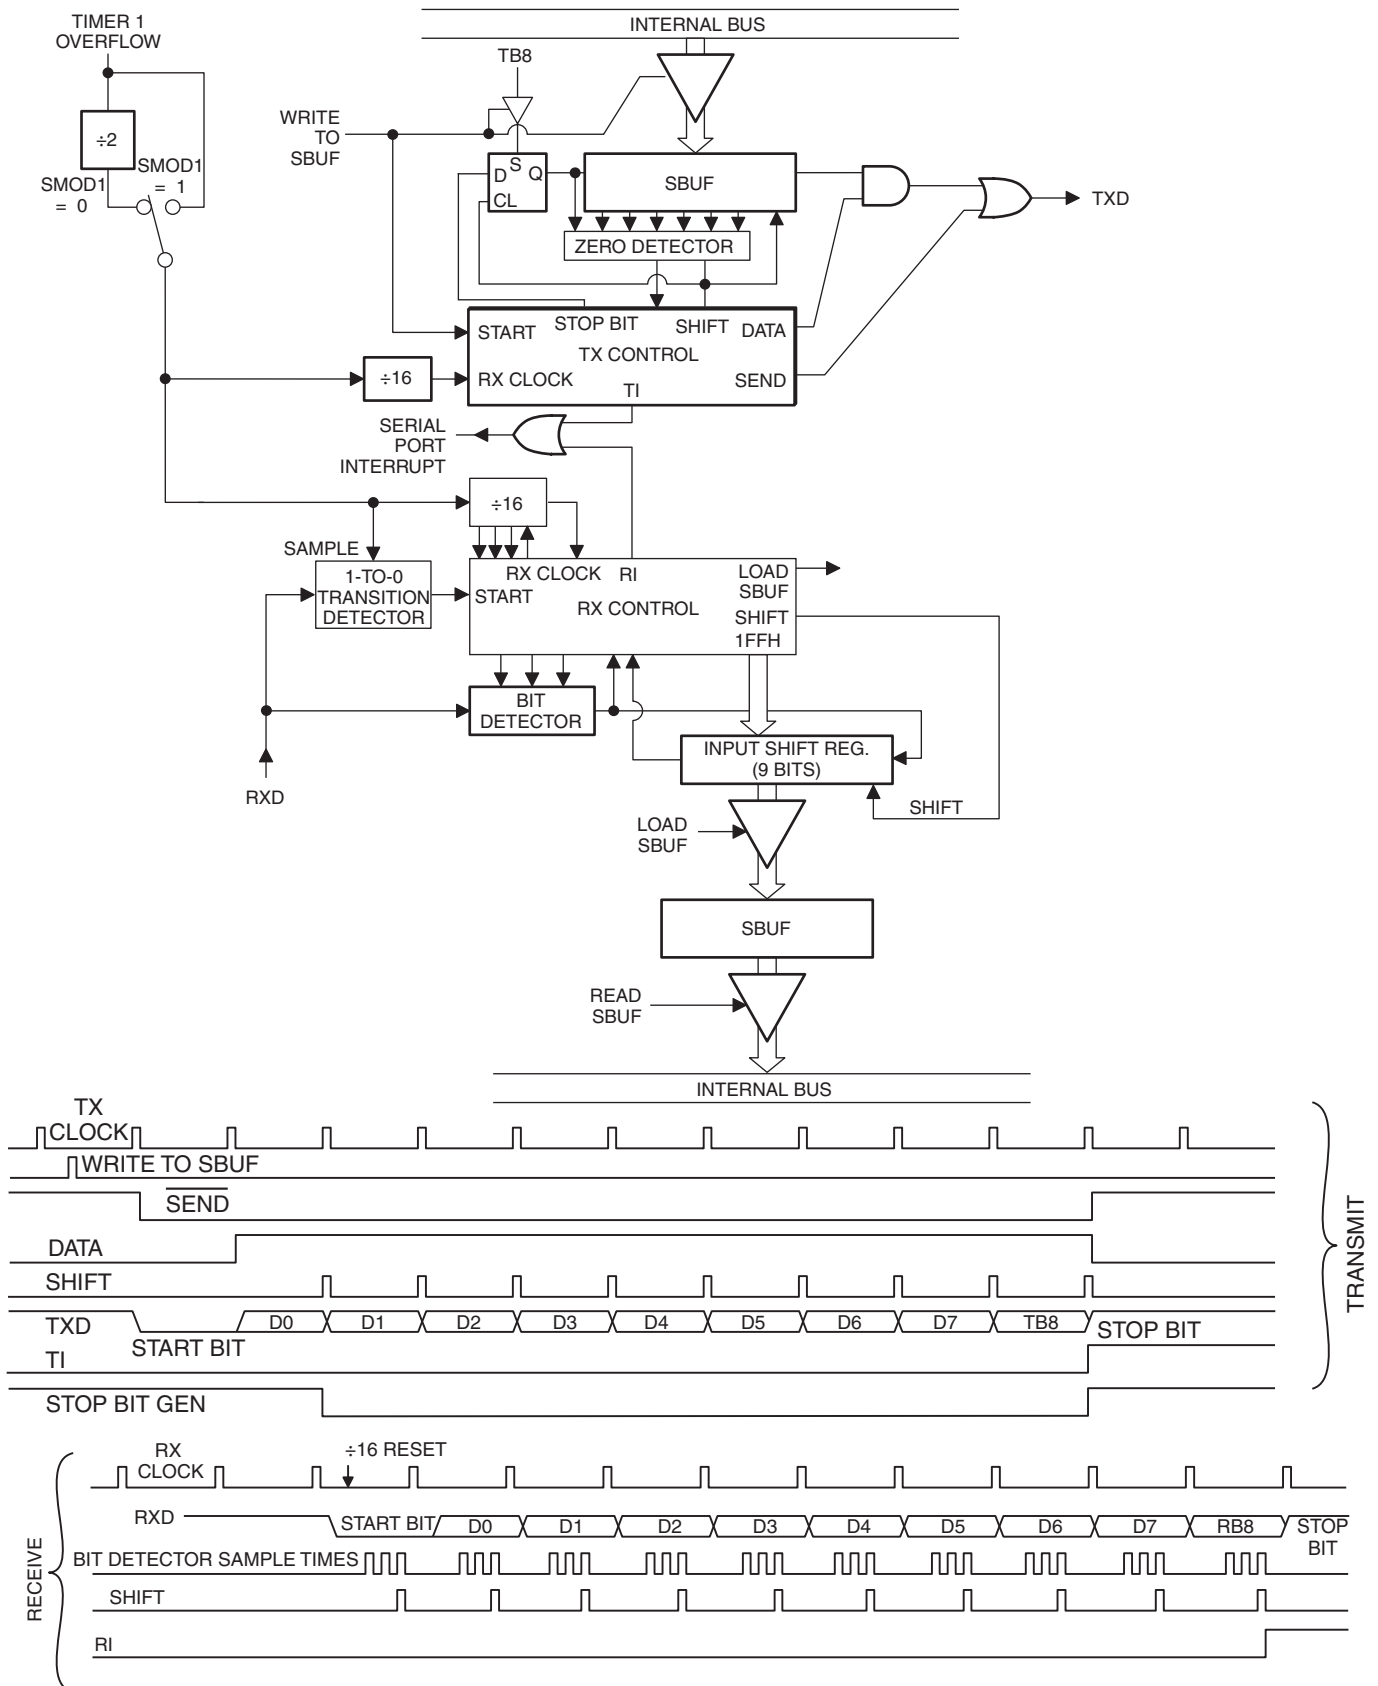 TIMER 1
OVERFLOW
INTERNAL BUS
TB8
WRITE
TO
SBUF
÷2
SMOD1
= 1
SMOD1
= 0
S
D
Q
CL
SBUF
TXD
ZERO DETECTOR
STOP BIT
SHIFT
DATA
START
TX CONTROL
÷16
RX CLOCK
SEND
TI
SERIAL
PORT
INTERRUPT
÷16
SAMPLE
1-TO-0
TRANSITION
DETECTOR
RX CLOCK
RI
LOAD
SBUF
START
RX CONTROL
SHIFT
1FFH
BIT
DETECTOR
INPUT SHIFT REG.
(9 BITS)
RXD
SHIFT
LOAD
SBUF
SBUF
READ
SBUF
INTERNAL BUS
TX
CLOCK
WRITE TO SBUF
SEND
DATA
SHIFT
TXD
D0
D1
D2
D3
D4
D5
D6
D7
TB8
START BIT
STOP BIT
TI
STOP BIT GEN
TRANSMIT
RX
CLOCK
÷16 RESET
RXD
START BIT
D0
D1
D2
D3
D4
D5
D6
D7
RB8
STOP
BIT
BIT DETECTOR SAMPLE TIMES
SHIFT
RI
RECEIVE